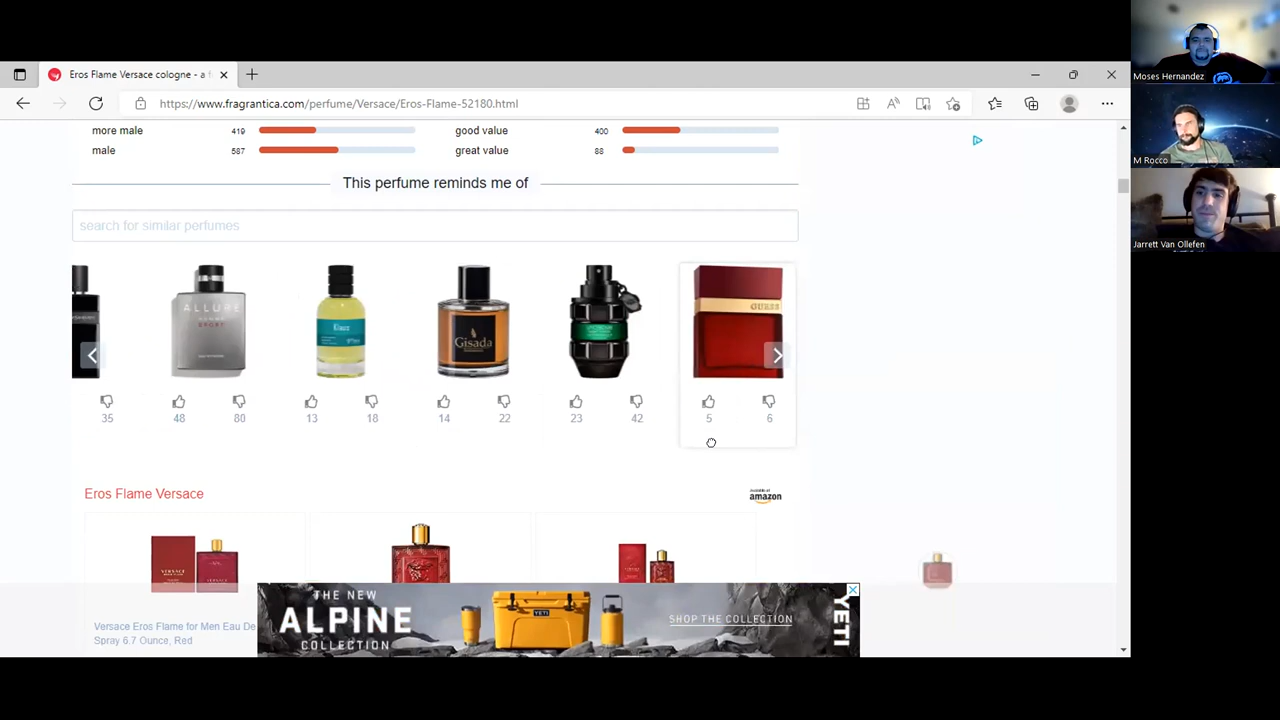 Eros Flame Versace cologne - a f
https://www.fragrantica.com/perfume/Versace/Eros-Flame-52180.html
more male 419
good value 400
male 587
great value 88
This perfume reminds me of
search for similar perfumes
ALLURE
HOMME SPORT
Gisada
GUESS
35 48 80 13 18 14 22 23 42 5 6
Eros Flame Versace
Available at
amazon
VERSACE
Versace Eros Flame for Men Eau De
Spray 6.7 Ounce, Red
THE NEW
ALPINE
COLLECTION
SHOP THE COLLECTION
YETI
Moses Hernandez
M Rocco
Jarrett Van Ollefen